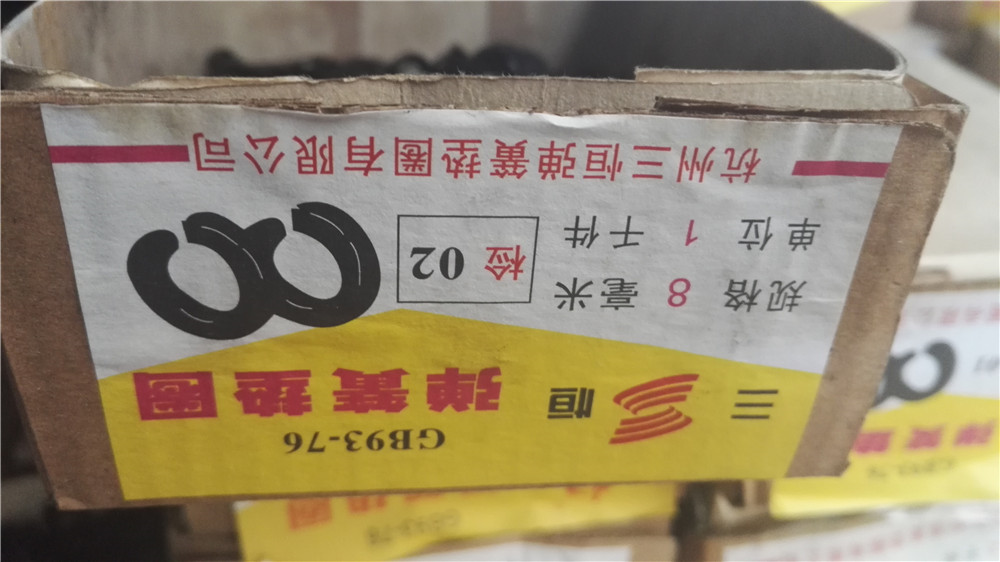 GB93-76
三 恒 弹簧垫圈
规格 8 毫米
检 02
单位 1 千件
杭州三恒弹簧垫圈有限公司